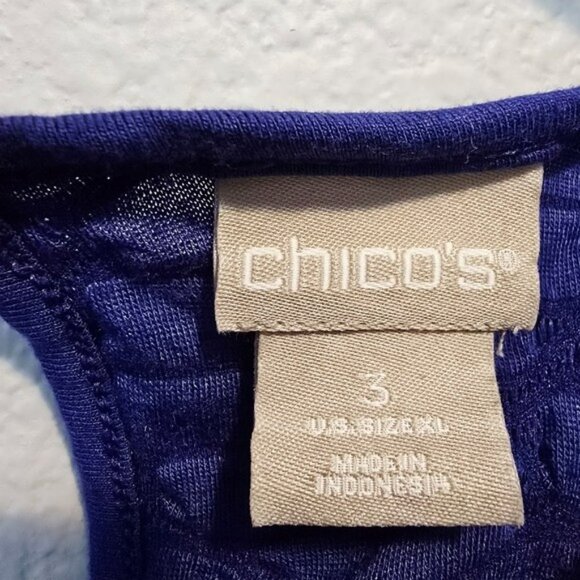 chico's®
3
U.S. SIZE XL
MADE IN
INDONESIA